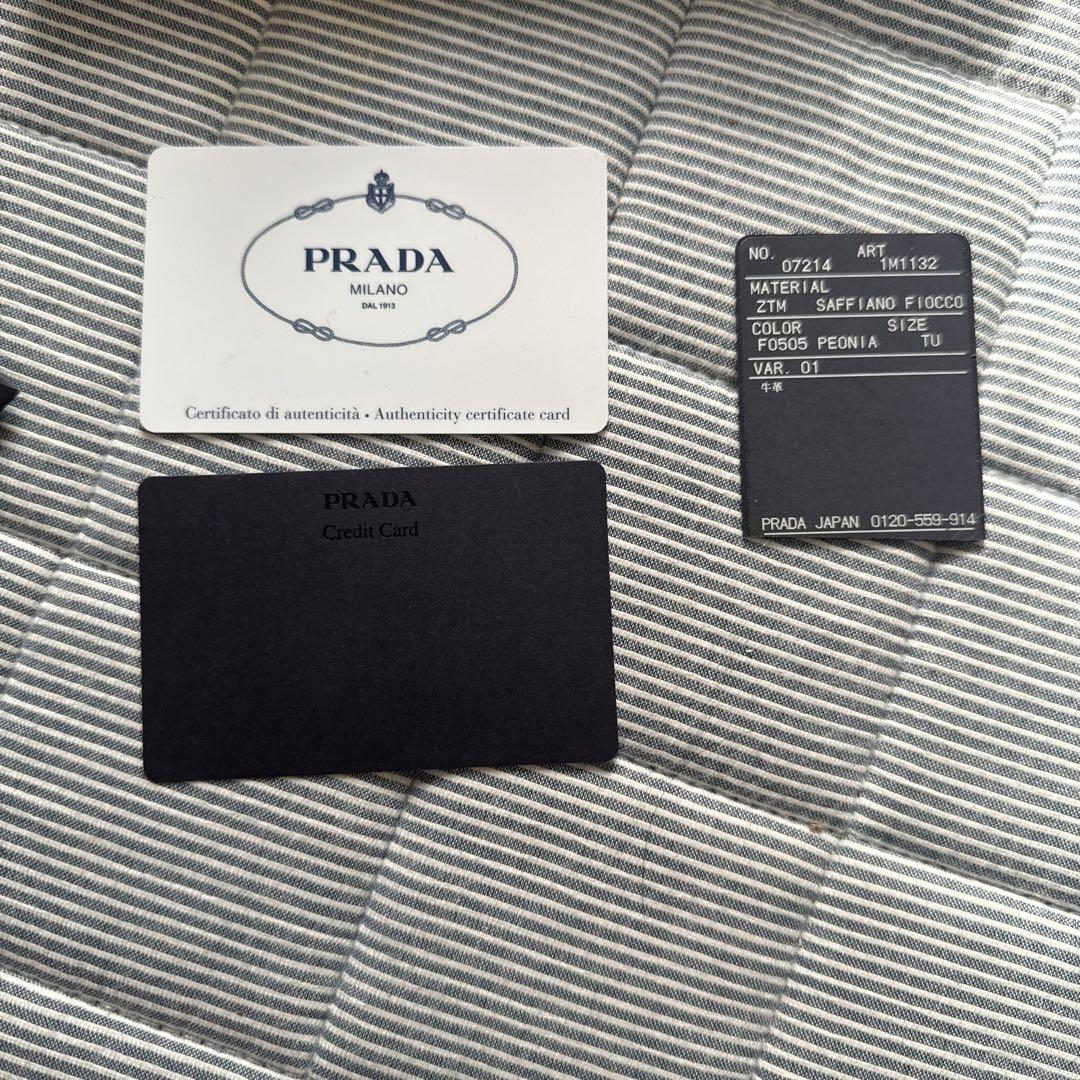 PRADA
MILANO
DAL 1913
Certificato di autenticità • Authenticity certificate card
PRADA
Credit Card
NO. 07214 ART 1M1132
MATERIAL
ZTM SAFFIANO FIOCCO
COLOR SIZE
F0505 PEONIA TU
VAR. 01
牛革
PRADA JAPAN 0120-559-914